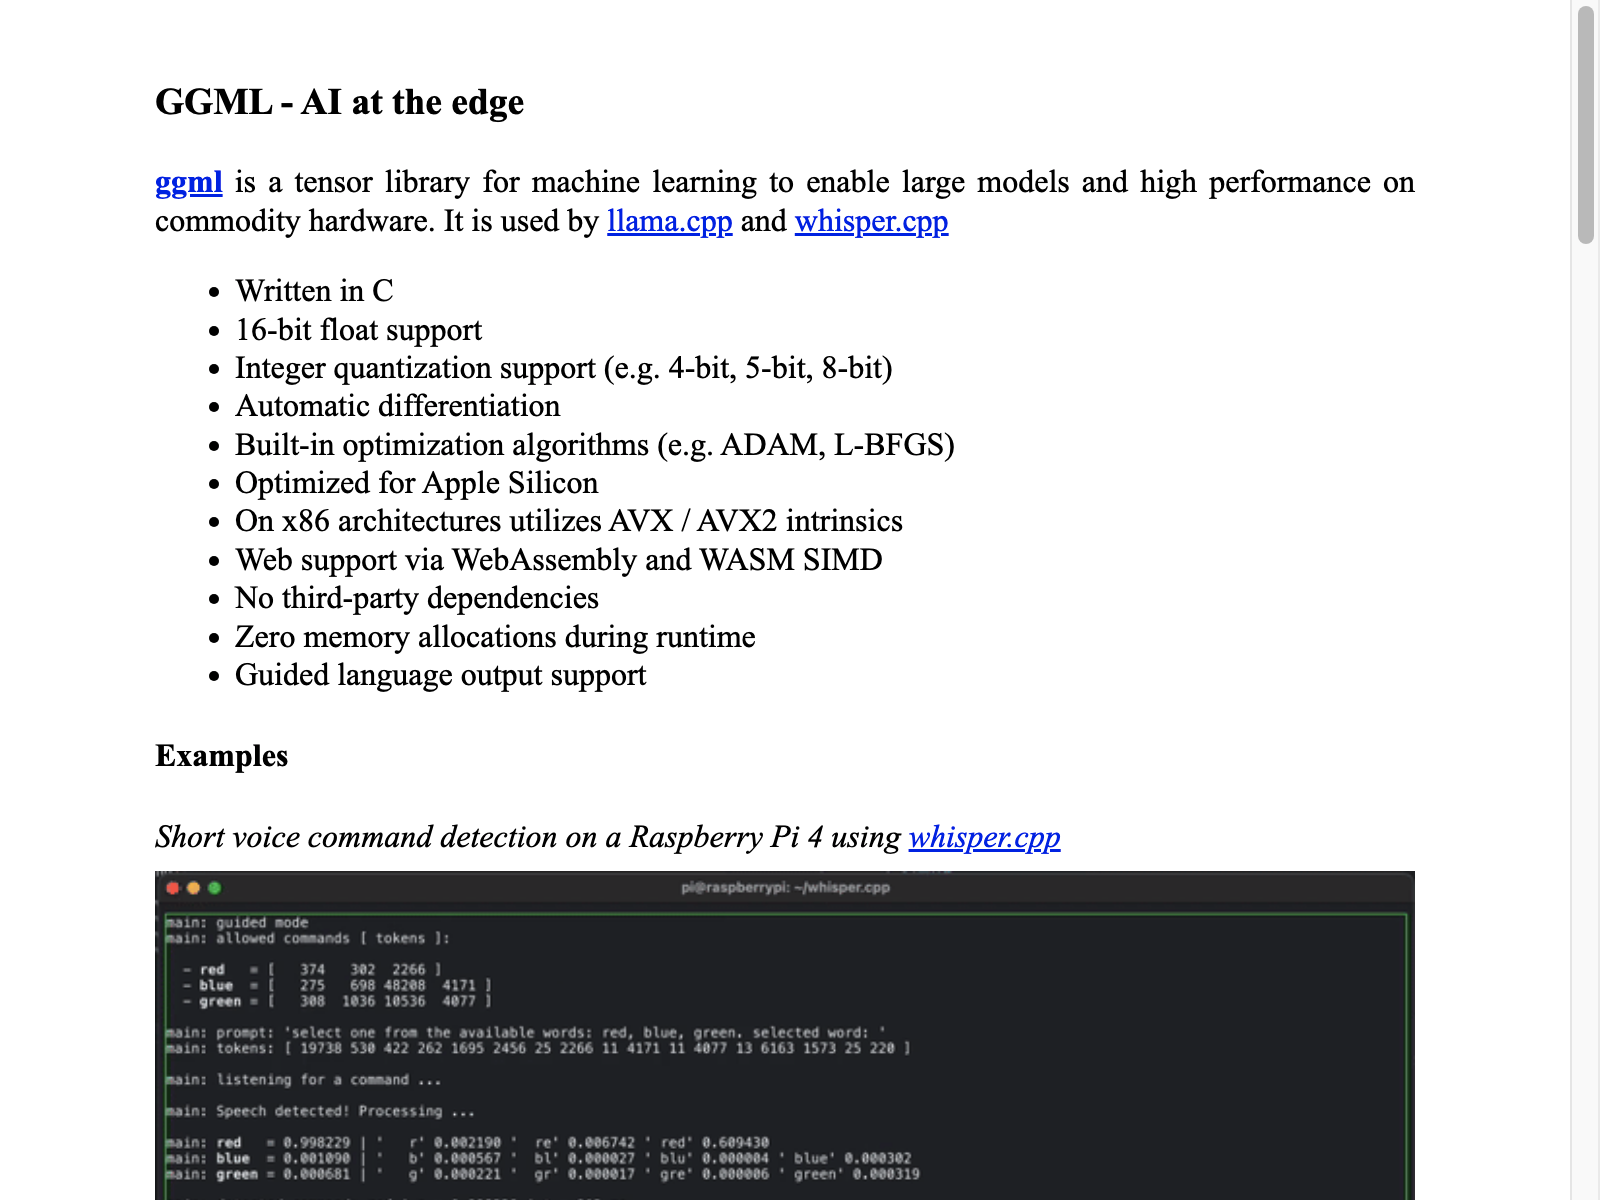 GGML - AI at the edge
ggml is a tensor library for machine learning to enable large models and high performance on
commodity hardware. It is used by llama.cpp and whisper.cpp
• Written in C
• 16-bit float support
• Integer quantization support (e.g. 4-bit, 5-bit, 8-bit)
• Automatic differentiation
• Built-in optimization algorithms (e.g. ADAM, L-BFGS)
• Optimized for Apple Silicon
• On x86 architectures utilizes AVX / AVX2 intrinsics
• Web support via WebAssembly and WASM SIMD
• No third-party dependencies
• Zero memory allocations during runtime
• Guided language output support
Examples
Short voice command detection on a Raspberry Pi 4 using whisper.cpp
pi@raspberrypi: ~/whisper.cpp
main: guided mode
main: allowed commands [ tokens ]:
- red = [ 374 302 2266 ]
- blue = [ 275 698 48208 4171 ]
- green = [ 308 1036 10536 4077 ]
main: prompt: 'select one from the available words: red, blue, green. selected word: '
main: tokens: [ 19738 530 422 262 1695 2456 25 2266 11 4171 11 4077 13 6163 1573 25 220 ]
main: listening for a command ...
main: Speech detected! Processing ...
main: red = 0.998229 | ' r' 0.002190 ' re' 0.006742 ' red' 0.609430
main: blue = 0.001090 | ' b' 0.000567 ' bl' 0.000027 ' blu' 0.000004 ' blue' 0.000302
main: green = 0.000681 | ' g' 0.000221 ' gr' 0.000017 ' gre' 0.000006 ' green' 0.000319